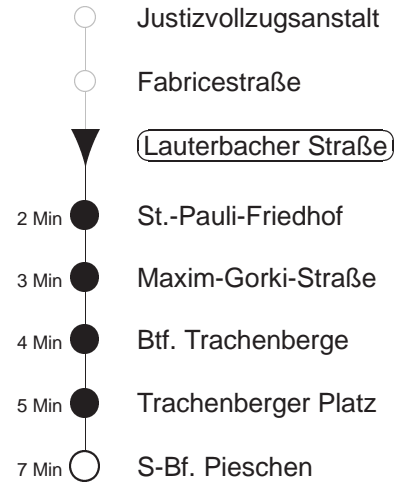 Justizvollzugsanstalt
Fabricestraße
Lauterbacher Straße
2 Min St.-Pauli-Friedhof
3 Min Maxim-Gorki-Straße
4 Min Btf. Trachenberge
5 Min Trachenberger Platz
7 Min S-Bf. Pieschen